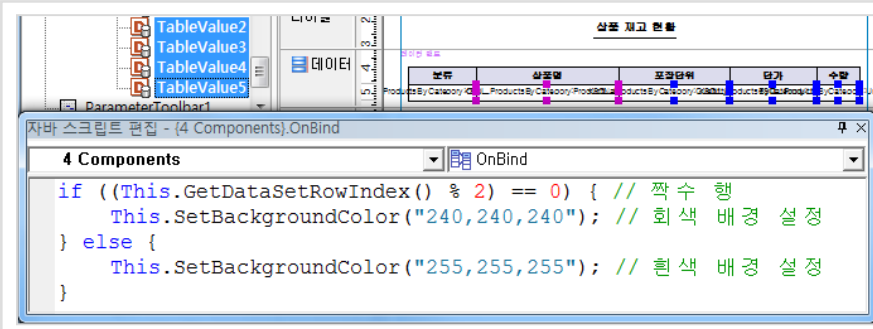 TableValue2
TableValue3
TableValue4
TableValue5
ParameterToolbar1
데이터
상품 재고 현황
분류 상품명 포장단위 단가 수량
자바 스크립트 편집 - {4 Components}.OnBind
4 Components OnBind
if ((This.GetDataSetRowIndex() % 2) == 0) { // 짝수 행
This.SetBackgroundColor("240,240,240"); // 회색 배경 설정
} else {
This.SetBackgroundColor("255,255,255"); // 흰색 배경 설정
}